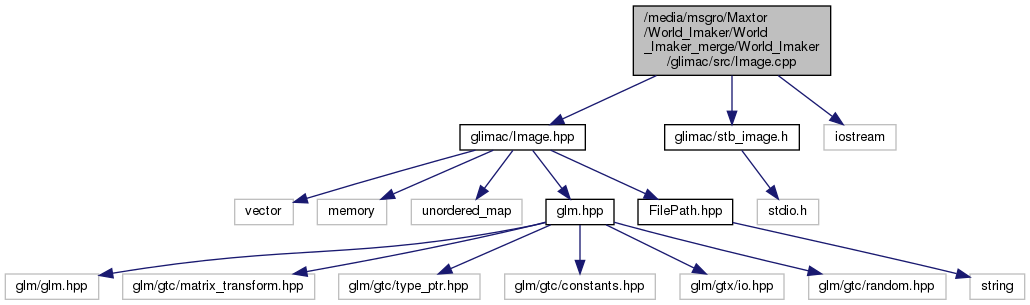 /media/msgro/Maxtor
/World_Imaker/World
_Imaker_merge/World_Imaker
/glimac/src/Image.cpp
glimac/Image.hpp
glimac/stb_image.h
iostream
vector
memory
unordered_map
glm.hpp
FilePath.hpp
stdio.h
glm/glm.hpp
glm/gtc/matrix_transform.hpp
glm/gtc/type_ptr.hpp
glm/gtc/constants.hpp
glm/gtx/io.hpp
glm/gtc/random.hpp
string